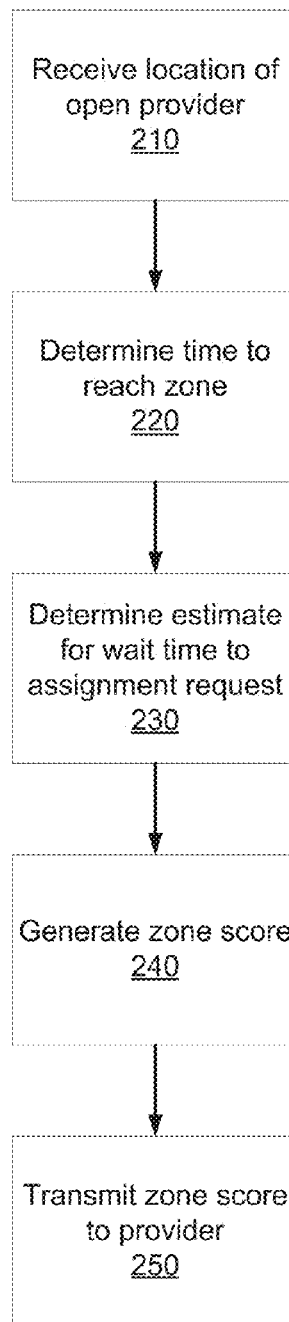 Receive location of
open provider
210
Determine time to
reach zone
220
Determine estimate
for wait time to
assignment request
230
Generate zone score
240
Transmit zone score
to provider
250